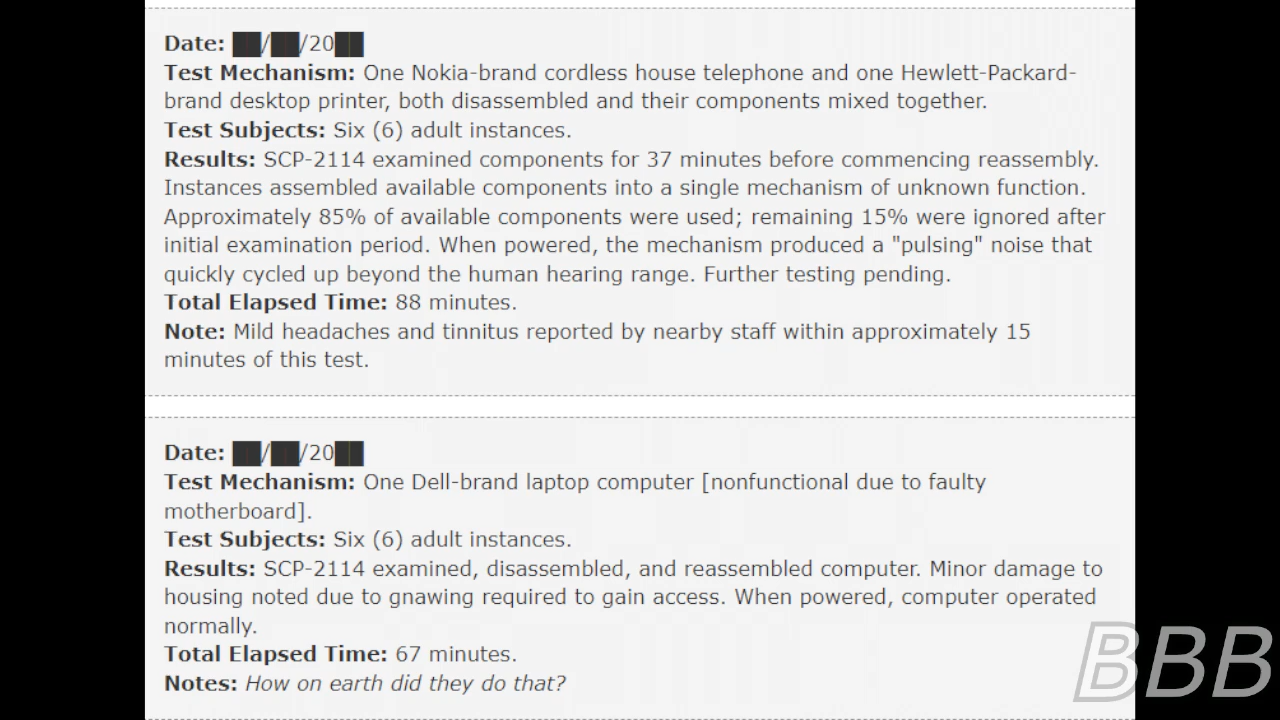 Date: ██/██/20██
Test Mechanism: One Nokia-brand cordless house telephone and one Hewlett-Packard-
brand desktop printer, both disassembled and their components mixed together.
Test Subjects: Six (6) adult instances.
Results: SCP-2114 examined components for 37 minutes before commencing reassembly.
Instances assembled available components into a single mechanism of unknown function.
Approximately 85% of available components were used; remaining 15% were ignored after
initial examination period. When powered, the mechanism produced a "pulsing" noise that
quickly cycled up beyond the human hearing range. Further testing pending.
Total Elapsed Time: 88 minutes.
Note: Mild headaches and tinnitus reported by nearby staff within approximately 15
minutes of this test.
Date: ██/██/20██
Test Mechanism: One Dell-brand laptop computer [nonfunctional due to faulty
motherboard].
Test Subjects: Six (6) adult instances.
Results: SCP-2114 examined, disassembled, and reassembled computer. Minor damage to
housing noted due to gnawing required to gain access. When powered, computer operated
normally.
Total Elapsed Time: 67 minutes.
Notes: How on earth did they do that?
BBB